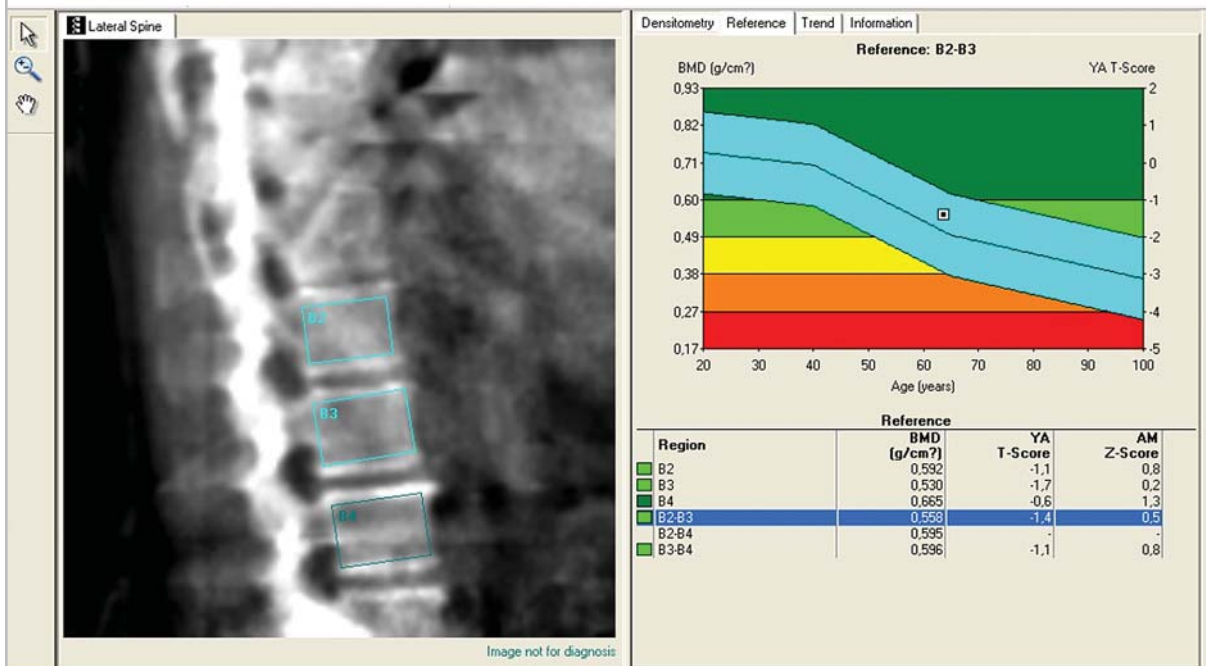 Lateral Spine
B2
B3
B4
Image not for diagnosis
Densitometry Reference Trend Information
Reference: B2-B3
BMD (g/cm?) YA T-Score
0,93 2
0,82 1
0,71 0
0,60 -1
0,49 -2
0,38 -3
0,27 -4
0,17 -5
20 30 40 50 60 70 80 90 100
Age (years)
Reference
Region BMD (g/cm?) YA T-Score AM Z-Score
B2 0,592 -1,1 0,8
B3 0,530 -1,7 0,2
B4 0,665 -0,6 1,3
B2-B3 0,558 -1,4 0,5
B2-B4 0,595 - -
B3-B4 0,596 -1,1 0,8